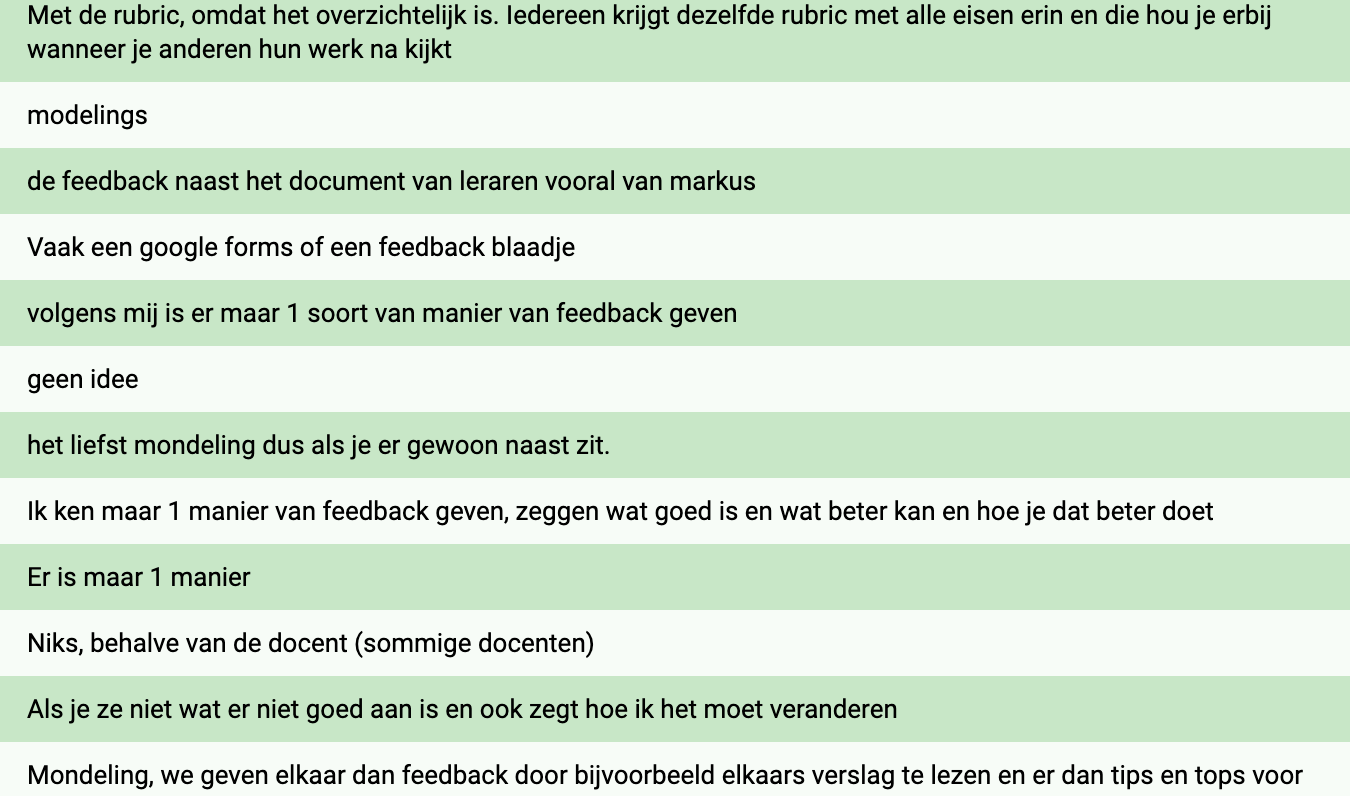 Met de rubric, omdat het overzichtelijk is. Iedereen krijgt dezelfde rubric met alle eisen erin en die hou je erbij
wanneer je anderen hun werk na kijkt
modelings
de feedback naast het document van leraren vooral van markus
Vaak een google forms of een feedback blaadje
volgens mij is er maar 1 soort van manier van feedback geven
geen idee
het liefst mondeling dus als je er gewoon naast zit.
Ik ken maar 1 manier van feedback geven, zeggen wat goed is en wat beter kan en hoe je dat beter doet
Er is maar 1 manier
Niks, behalve van de docent (sommige docenten)
Als je ze niet wat er niet goed aan is en ook zegt hoe ik het moet veranderen
Mondeling, we geven elkaar dan feedback door bijvoorbeeld elkaars verslag te lezen en er dan tips en tops voor